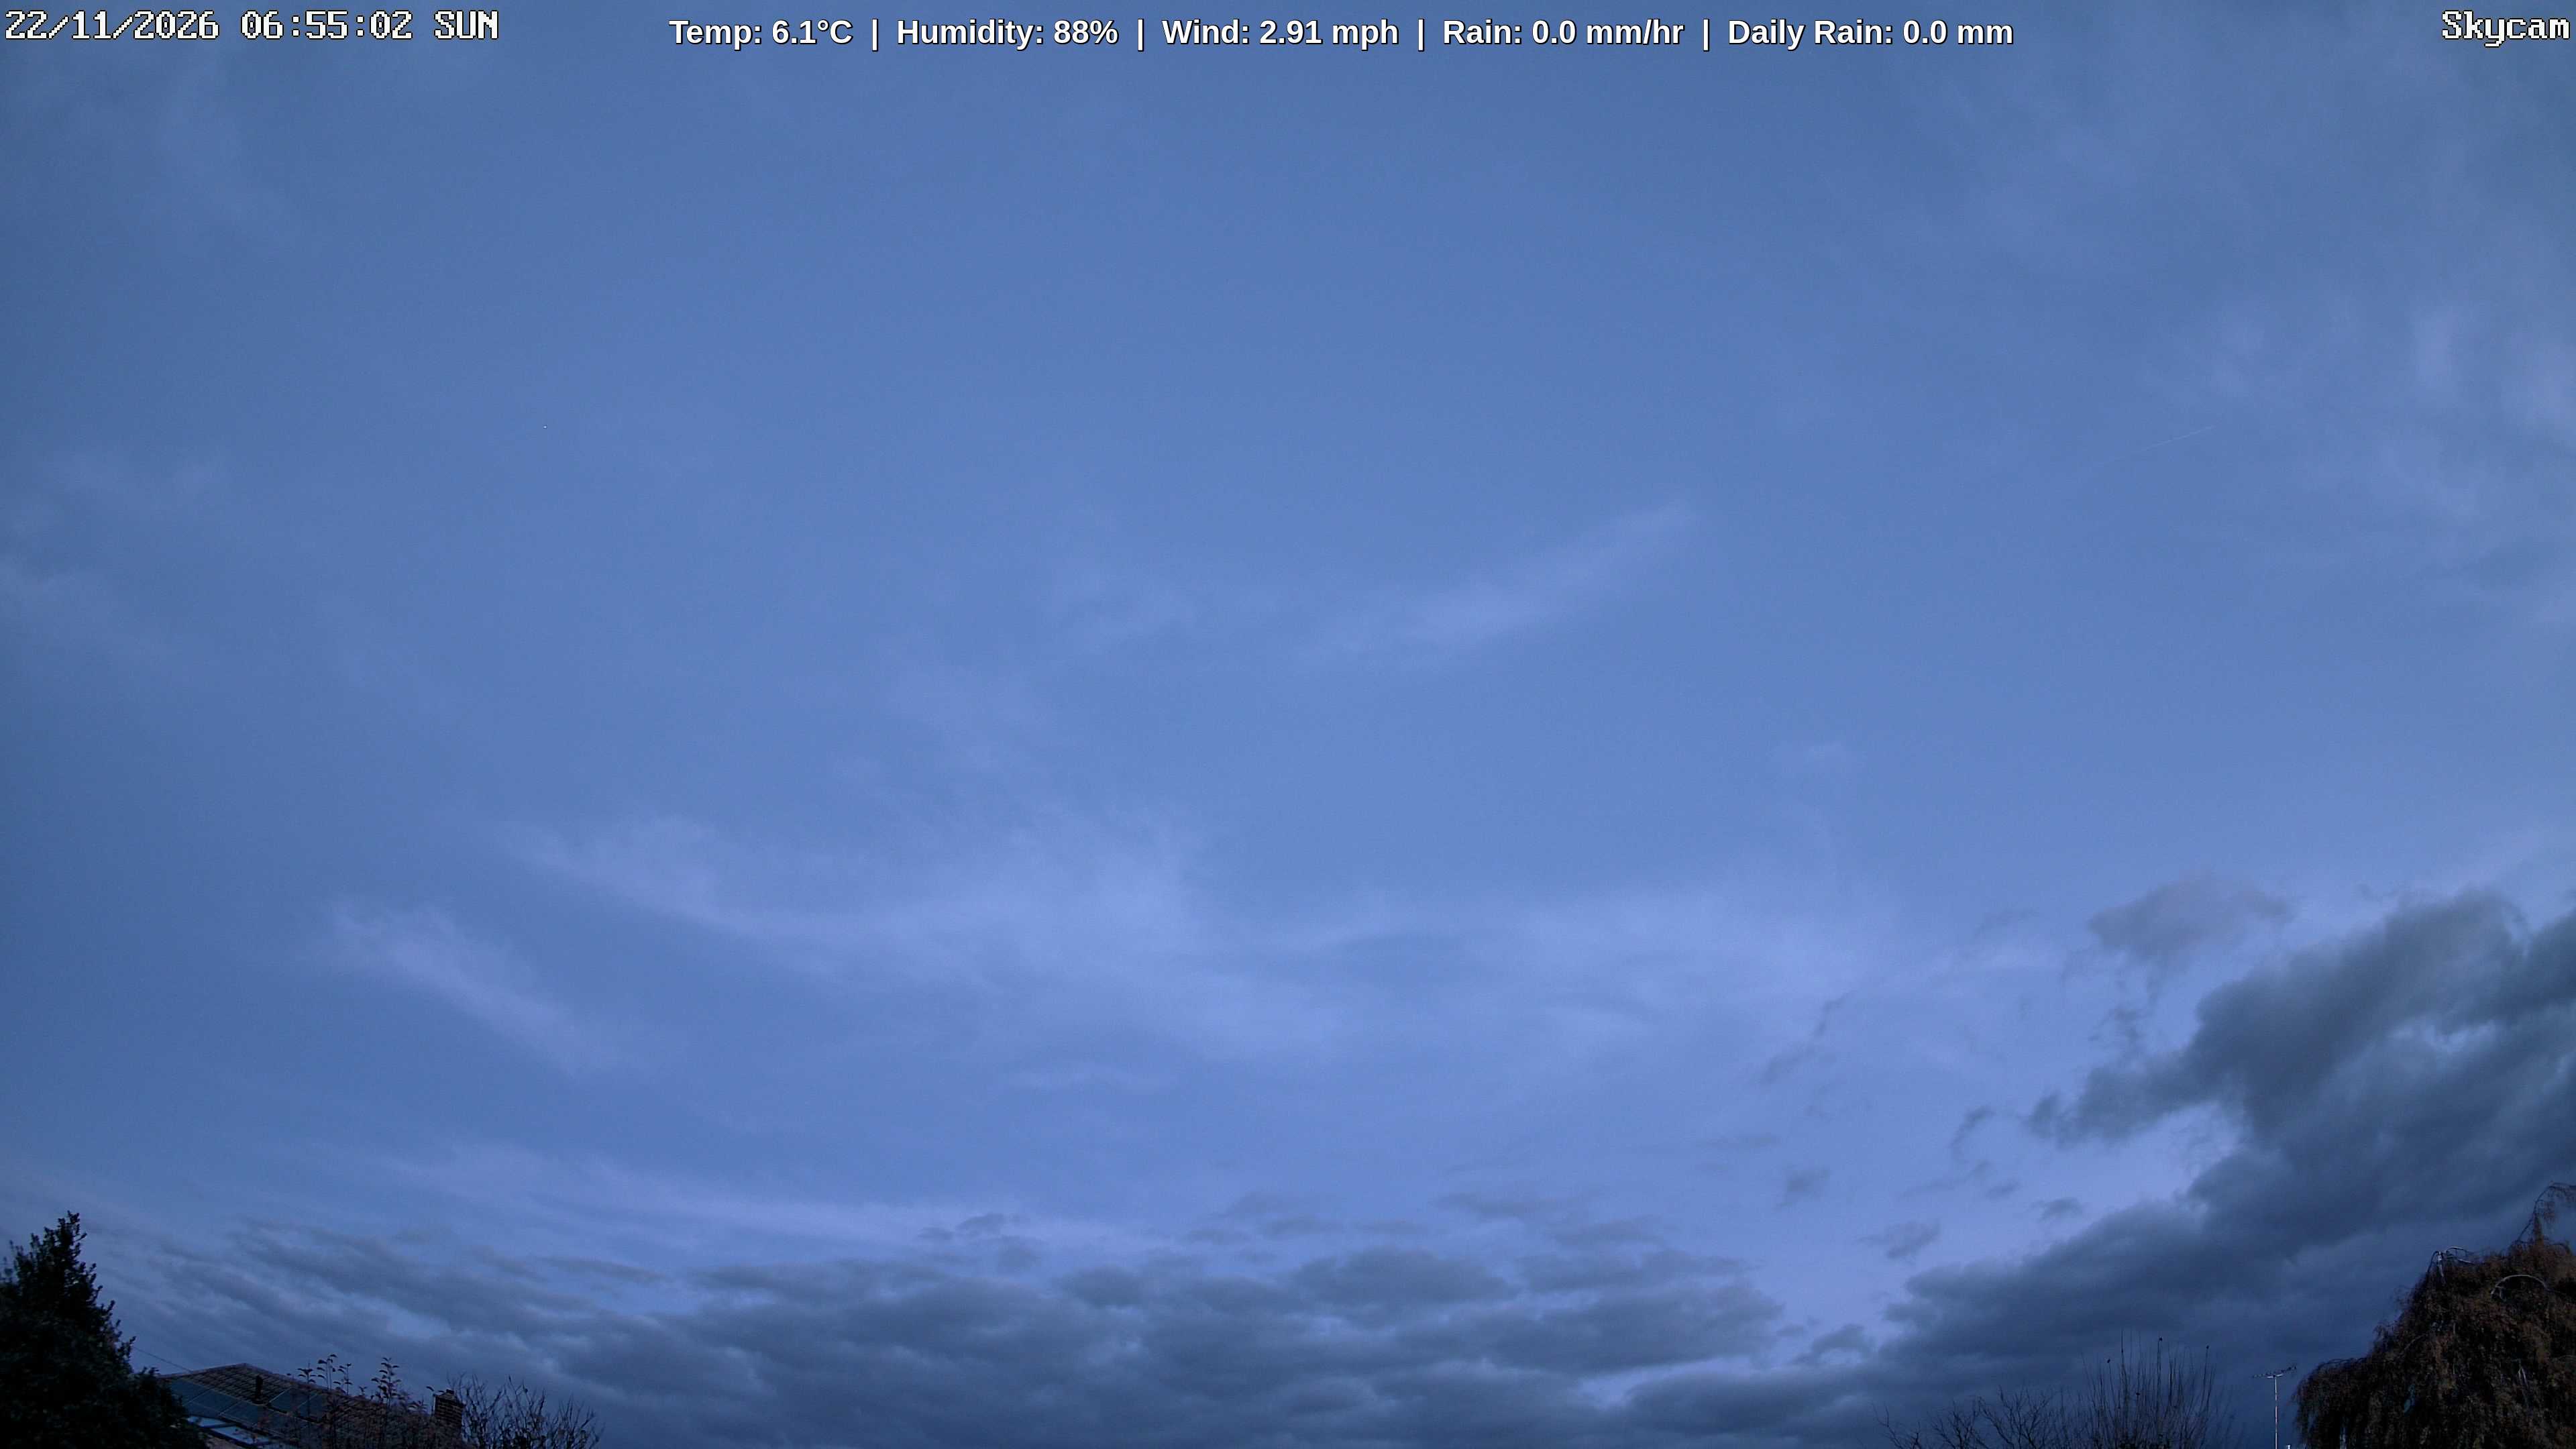 22/11/2026 06:55:02 SUN
Temp: 6.1°C | Humidity: 88% | Wind: 2.91 mph | Rain: 0.0 mm/hr | Daily Rain: 0.0 mm
Skycam